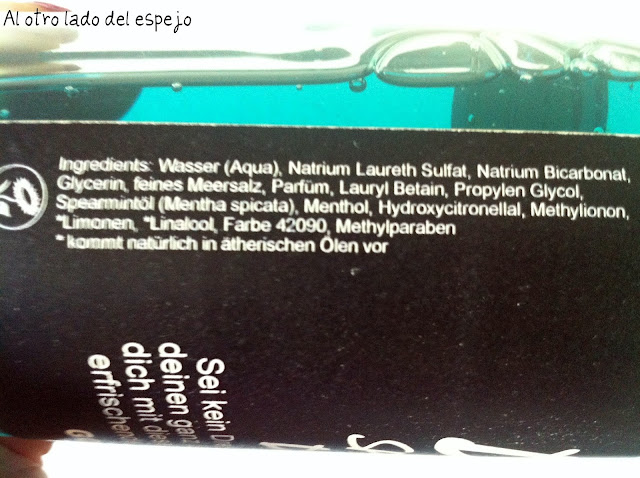 Al otro lado del espejo
Ingredients: Wasser (Aqua), Natrium Laureth Sulfat, Natrium Bicarbonat,
Glycerin, feines Meersalz, Parfüm, Lauryl Betain, Propylen Glycol,
Spearmintöl (Mentha spicata), Menthol, Hydroxycitronellal, Methylionon,
*Limonen, *Linalool, Farbe 42090, Methylparaben
* kommt natürlich in ätherischen Ölen vor
Sei kein
deinen
dich mit